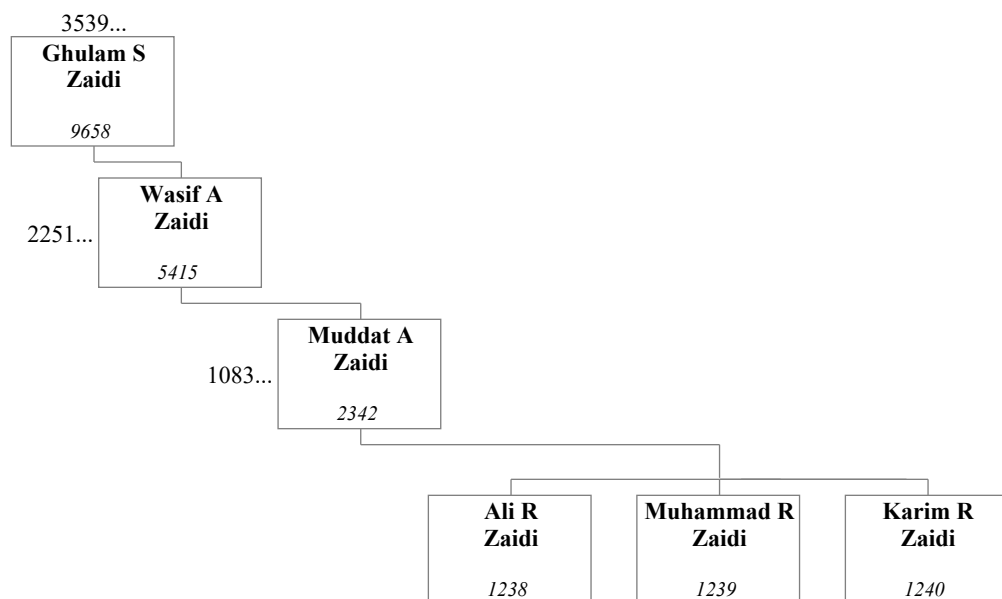 3539...
Ghulam S
Zaidi
9658
Wasif A
Zaidi
2251...
5415
Muddat A
Zaidi
1083...
2342
Ali R
Zaidi
1238
Muhammad R
Zaidi
1239
Karim R
Zaidi
1240